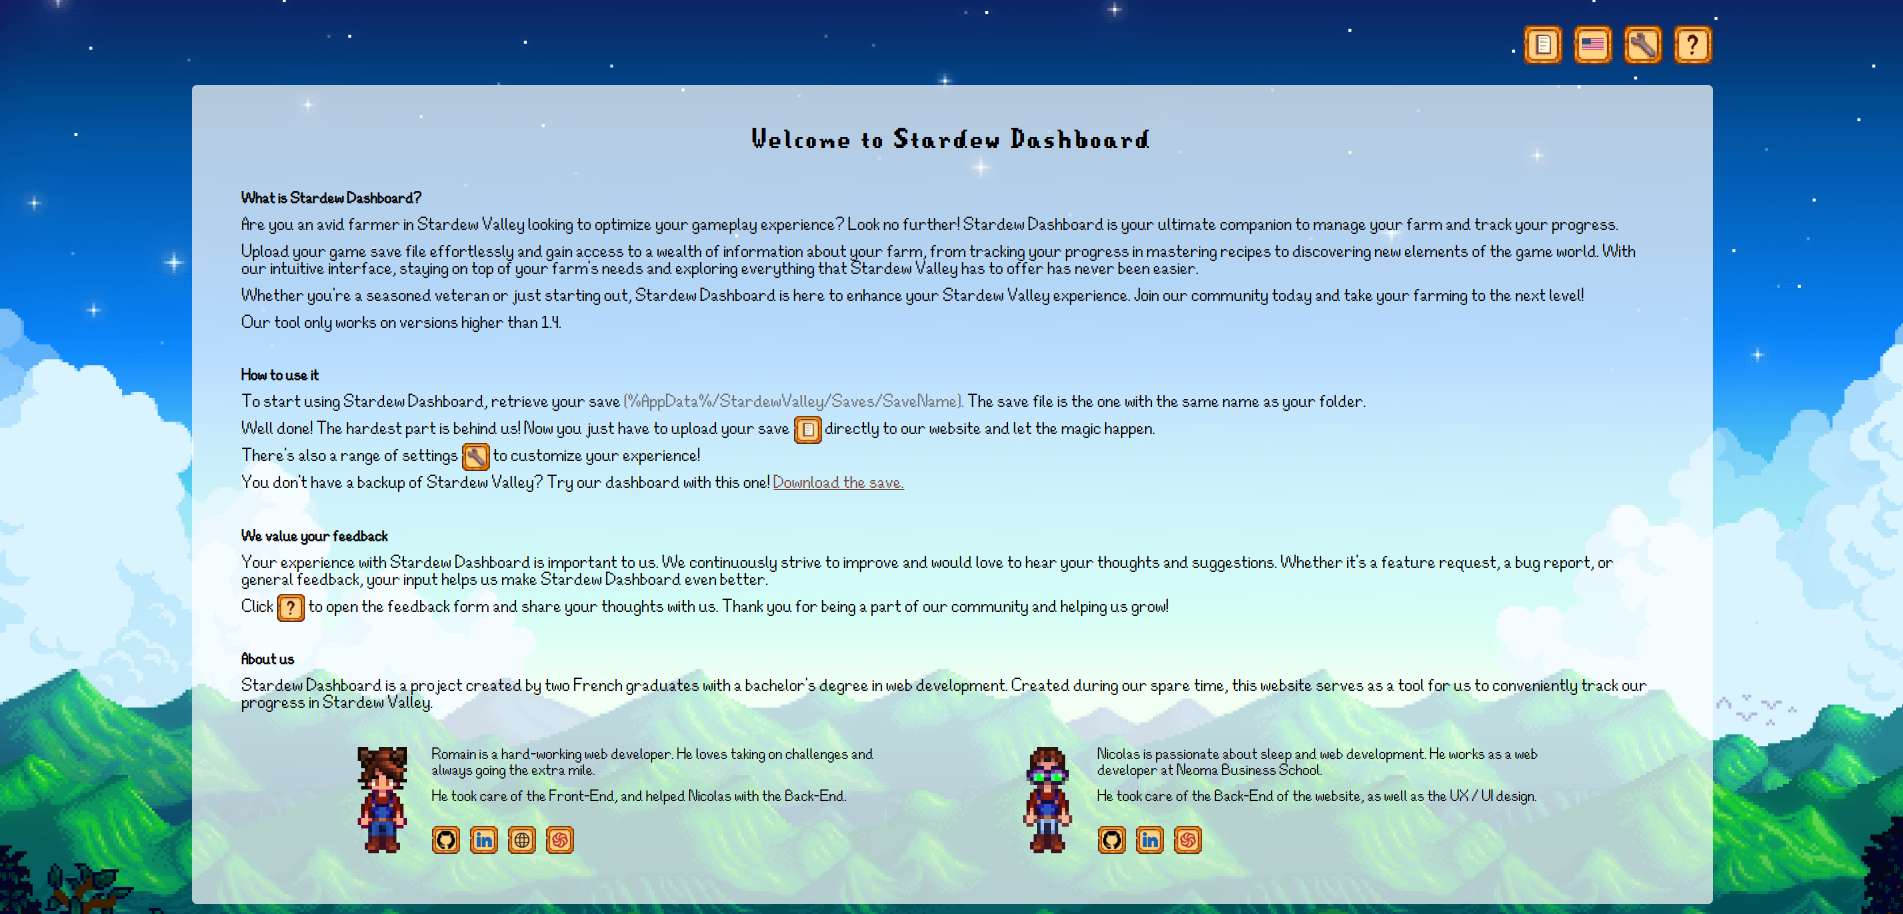 Welcome to Stardew Dashboard
What is Stardew Dashboard?
Are you an avid farmer in Stardew Valley looking to optimize your gameplay experience? Look no further! Stardew Dashboard is your ultimate companion to manage your farm and track your progress.
Upload your game save file effortlessly and gain access to a wealth of information about your farm, from tracking your progress in mastering recipes to discovering new elements of the game world. With
our intuitive interface, staying on top of your farm's needs and exploring everything that Stardew Valley has to offer has never been easier.
Whether you're a seasoned veteran or just starting out, Stardew Dashboard is here to enhance your Stardew Valley experience. Join our community today and take your farming to the next level!
Our tool only works on versions higher than 1.4.
How to use it
To start using Stardew Dashboard, retrieve your save (%AppData%/StardewValley/Saves/SaveName). The save file is the one with the same name as your folder.
Well done! The hardest part is behind us! Now you just have to upload your save directly to our website and let the magic happen.
There's also a range of settings to customize your experience!
You don't have a backup of Stardew Valley? Try our dashboard with this one! Download the save.
We value your feedback
Your experience with Stardew Dashboard is important to us. We continuously strive to improve and would love to hear your thoughts and suggestions. Whether it's a feature request, a bug report, or
general feedback, your input helps us make Stardew Dashboard even better.
Click ? to open the feedback form and share your thoughts with us. Thank you for being a part of our community and helping us grow!
About us
Stardew Dashboard is a project created by two French graduates with a bachelor's degree in web development. Created during our spare time, this website serves as a tool for us to conveniently track our
progress in Stardew Valley.
Romain is a hard-working web developer. He loves taking on challenges and
always going the extra mile.
He took care of the Front-End, and helped Nicolas with the Back-End.
in
Nicolas is passionate about sleep and web development. He works as a web
developer at Neoma Business School.
He took care of the Back-End of the website, as well as the UX / UI design.
in